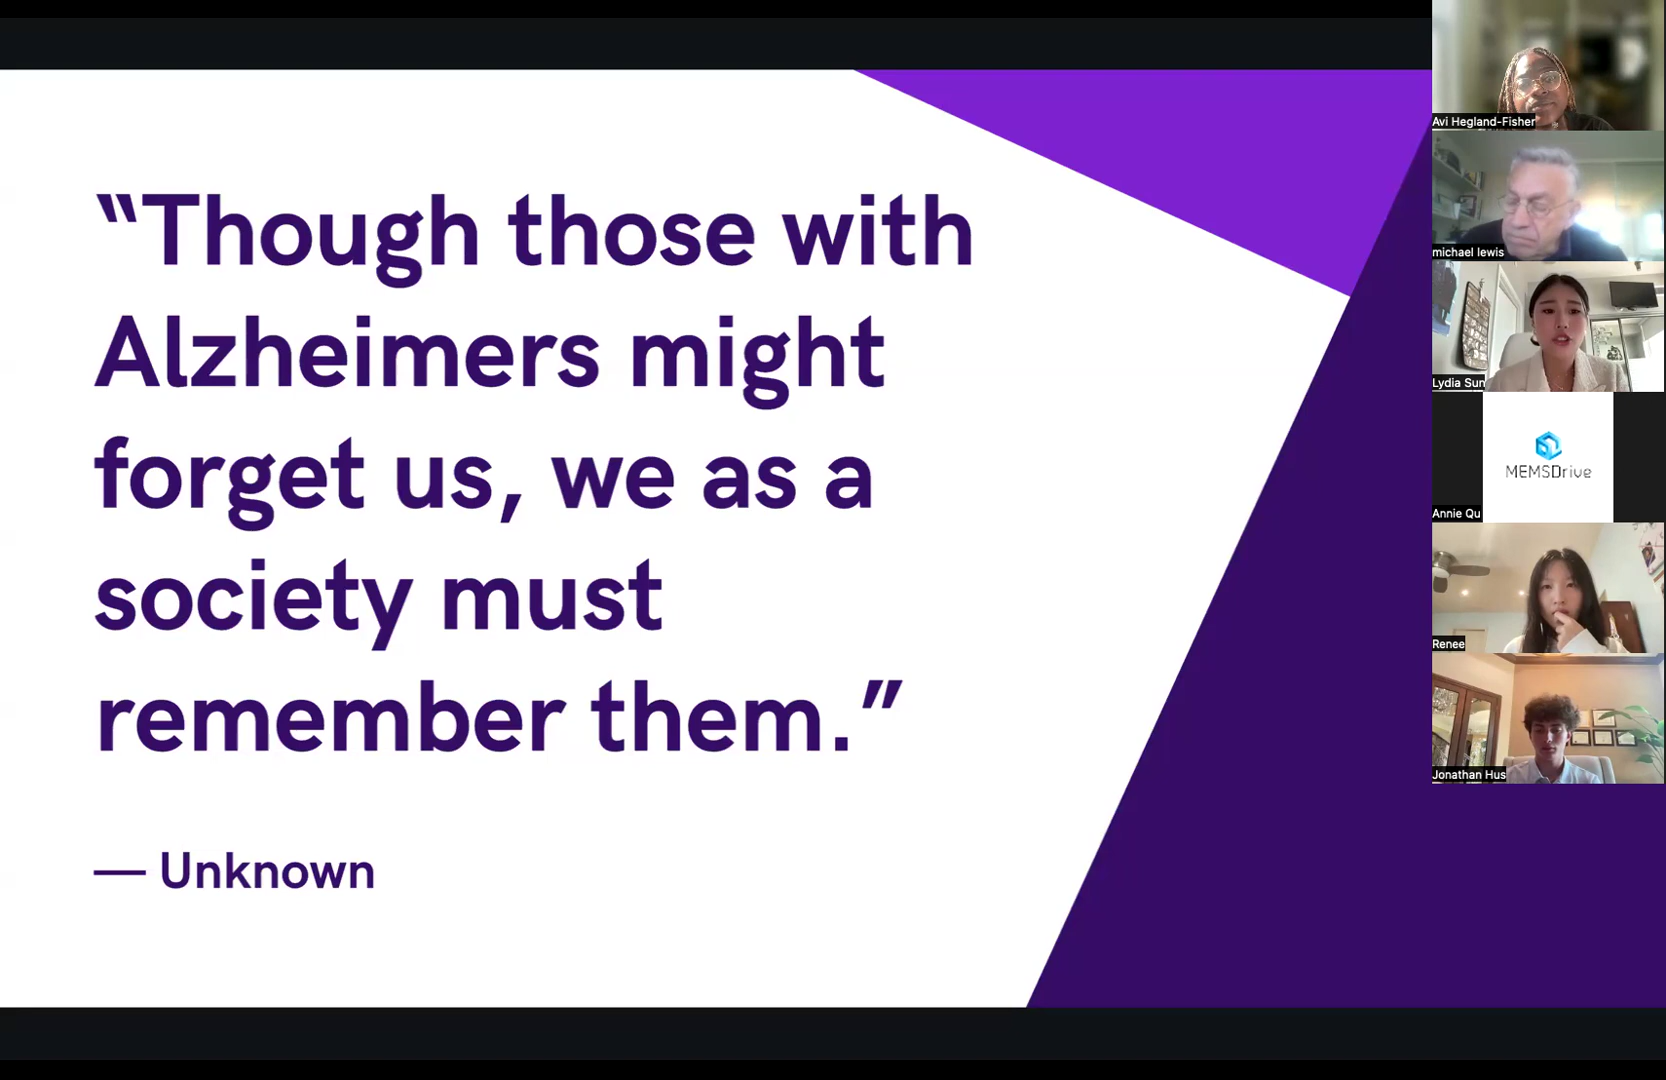 “Though those with
Alzheimers might
forget us, we as a
society must
remember them.”
— Unknown
Avi Hegland-Fisher
michael lewis
Lydia Sun
MEMSDrive
Annie Qu
Renee
Jonathan Hus